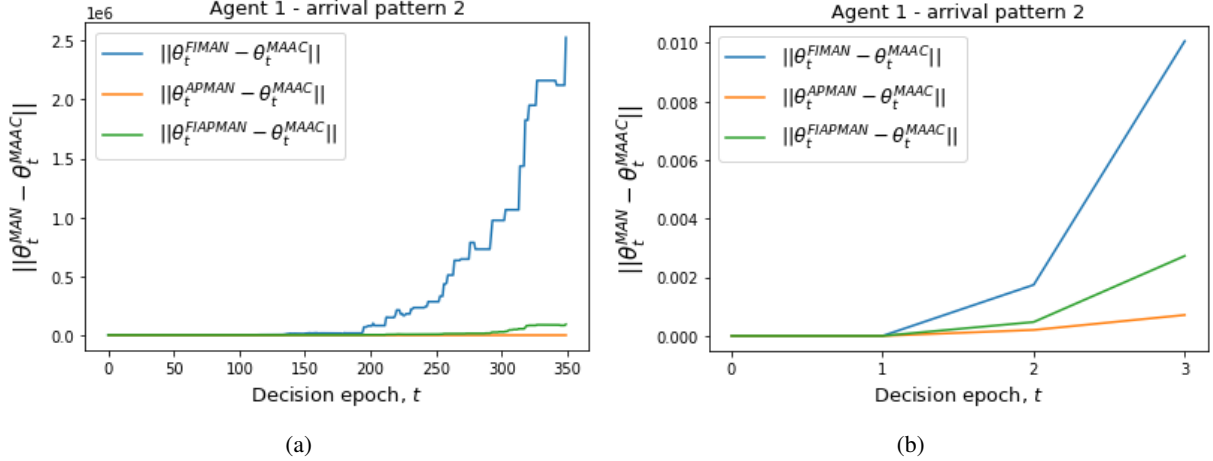 Agent 1 - arrival pattern 2
1e6
||θ_t^{FIMAN} − θ_t^{MAAC}||
||θ_t^{APMAN} − θ_t^{MAAC}||
||θ_t^{FIAPMAN} − θ_t^{MAAC}||
||θ_t^{MAN} − θ_t^{MAAC}||
2.5
2.0
1.5
1.0
0.5
0.0
0 50 100 150 200 250 300 350
Decision epoch, t
(a)
Agent 1 - arrival pattern 2
||θ_t^{FIMAN} − θ_t^{MAAC}||
||θ_t^{APMAN} − θ_t^{MAAC}||
||θ_t^{FIAPMAN} − θ_t^{MAAC}||
||θ_t^{MAN} − θ_t^{MAAC}||
0.010
0.008
0.006
0.004
0.002
0.000
0 1 2 3
Decision epoch, t
(b)